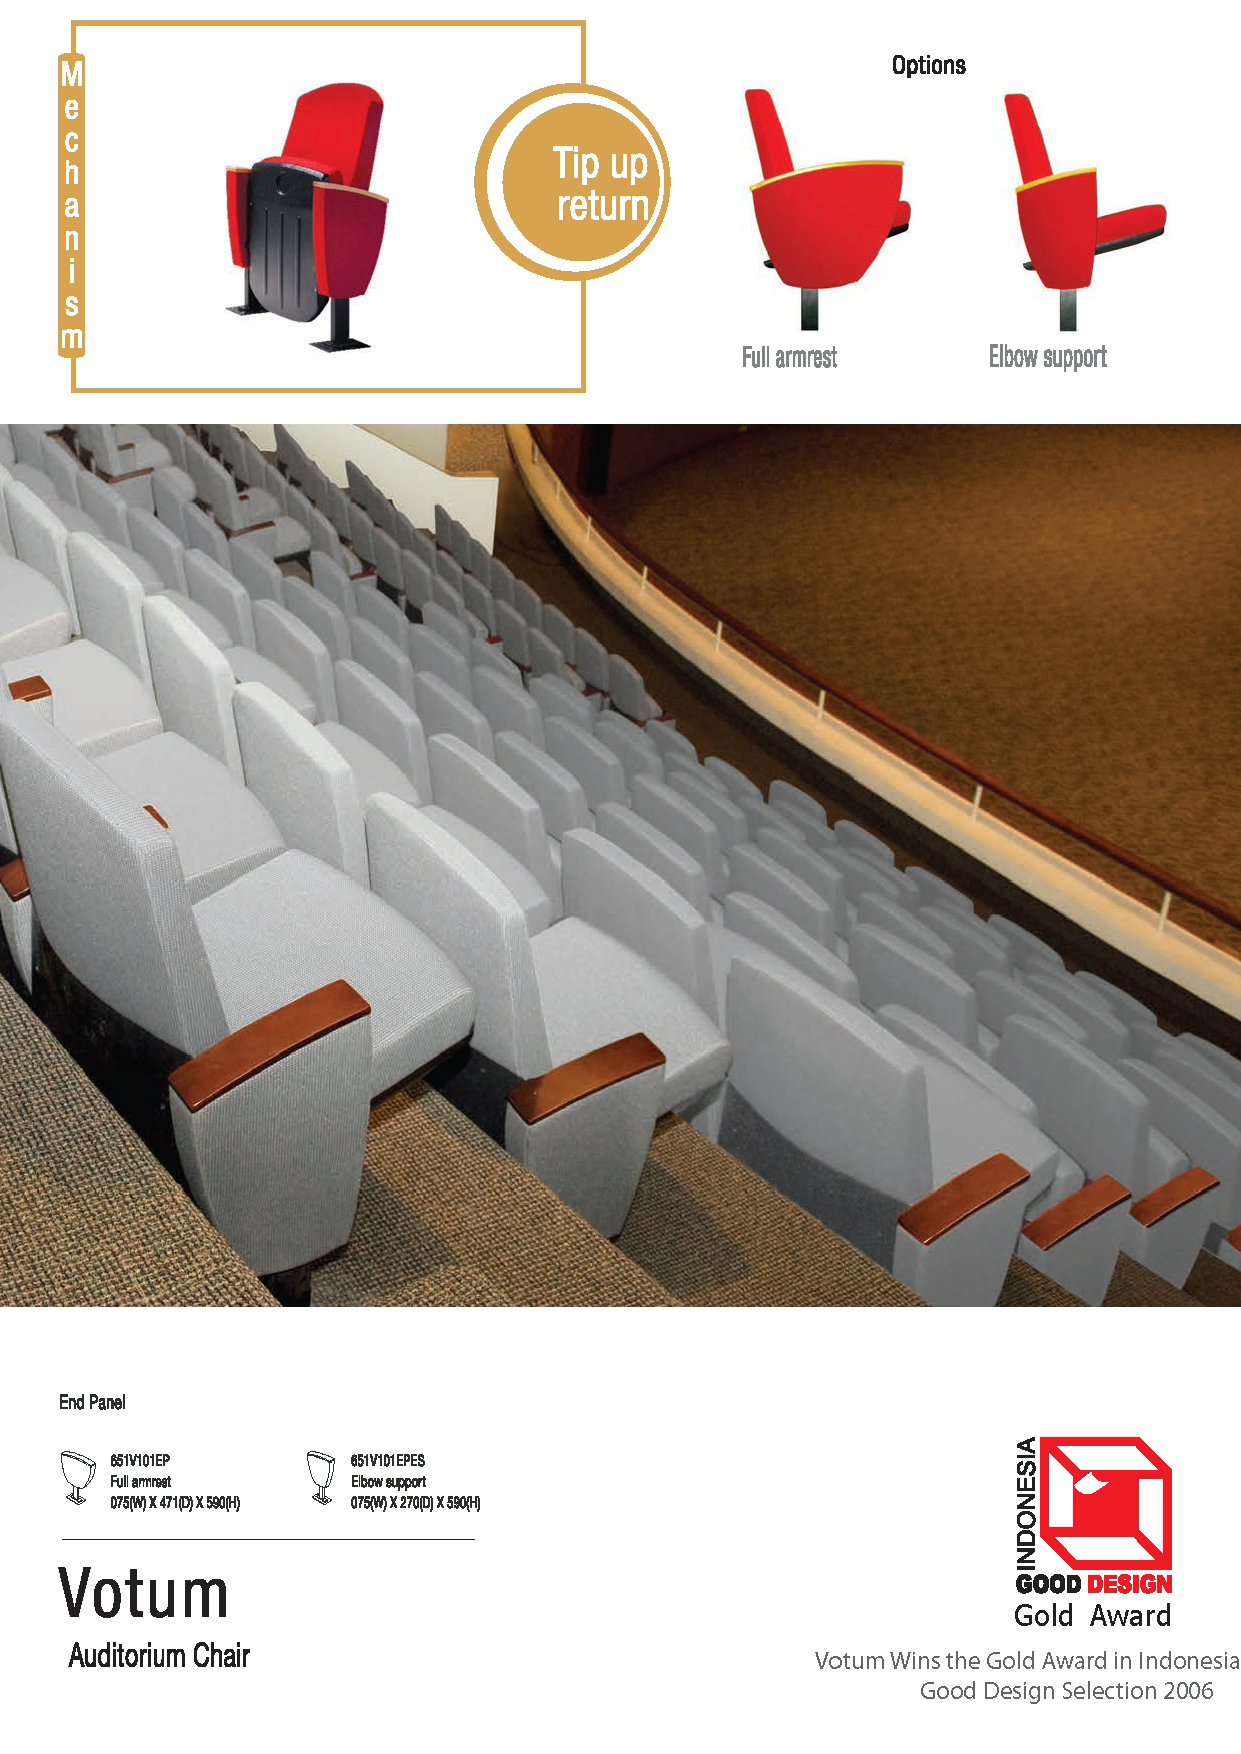 Mechanism
Tip up
return
Options
Full armrest
Elbow support
End Panel
651V101EP
Full armrest
075(W) X 471(D) X 590(H)
651V101EPES
Elbow support
075(W) X 270(D) X 590(H)
Votum
Auditorium Chair
INDONESIA
GOOD DESIGN
Gold Award
Votum Wins the Gold Award in Indonesia
Good Design Selection 2006